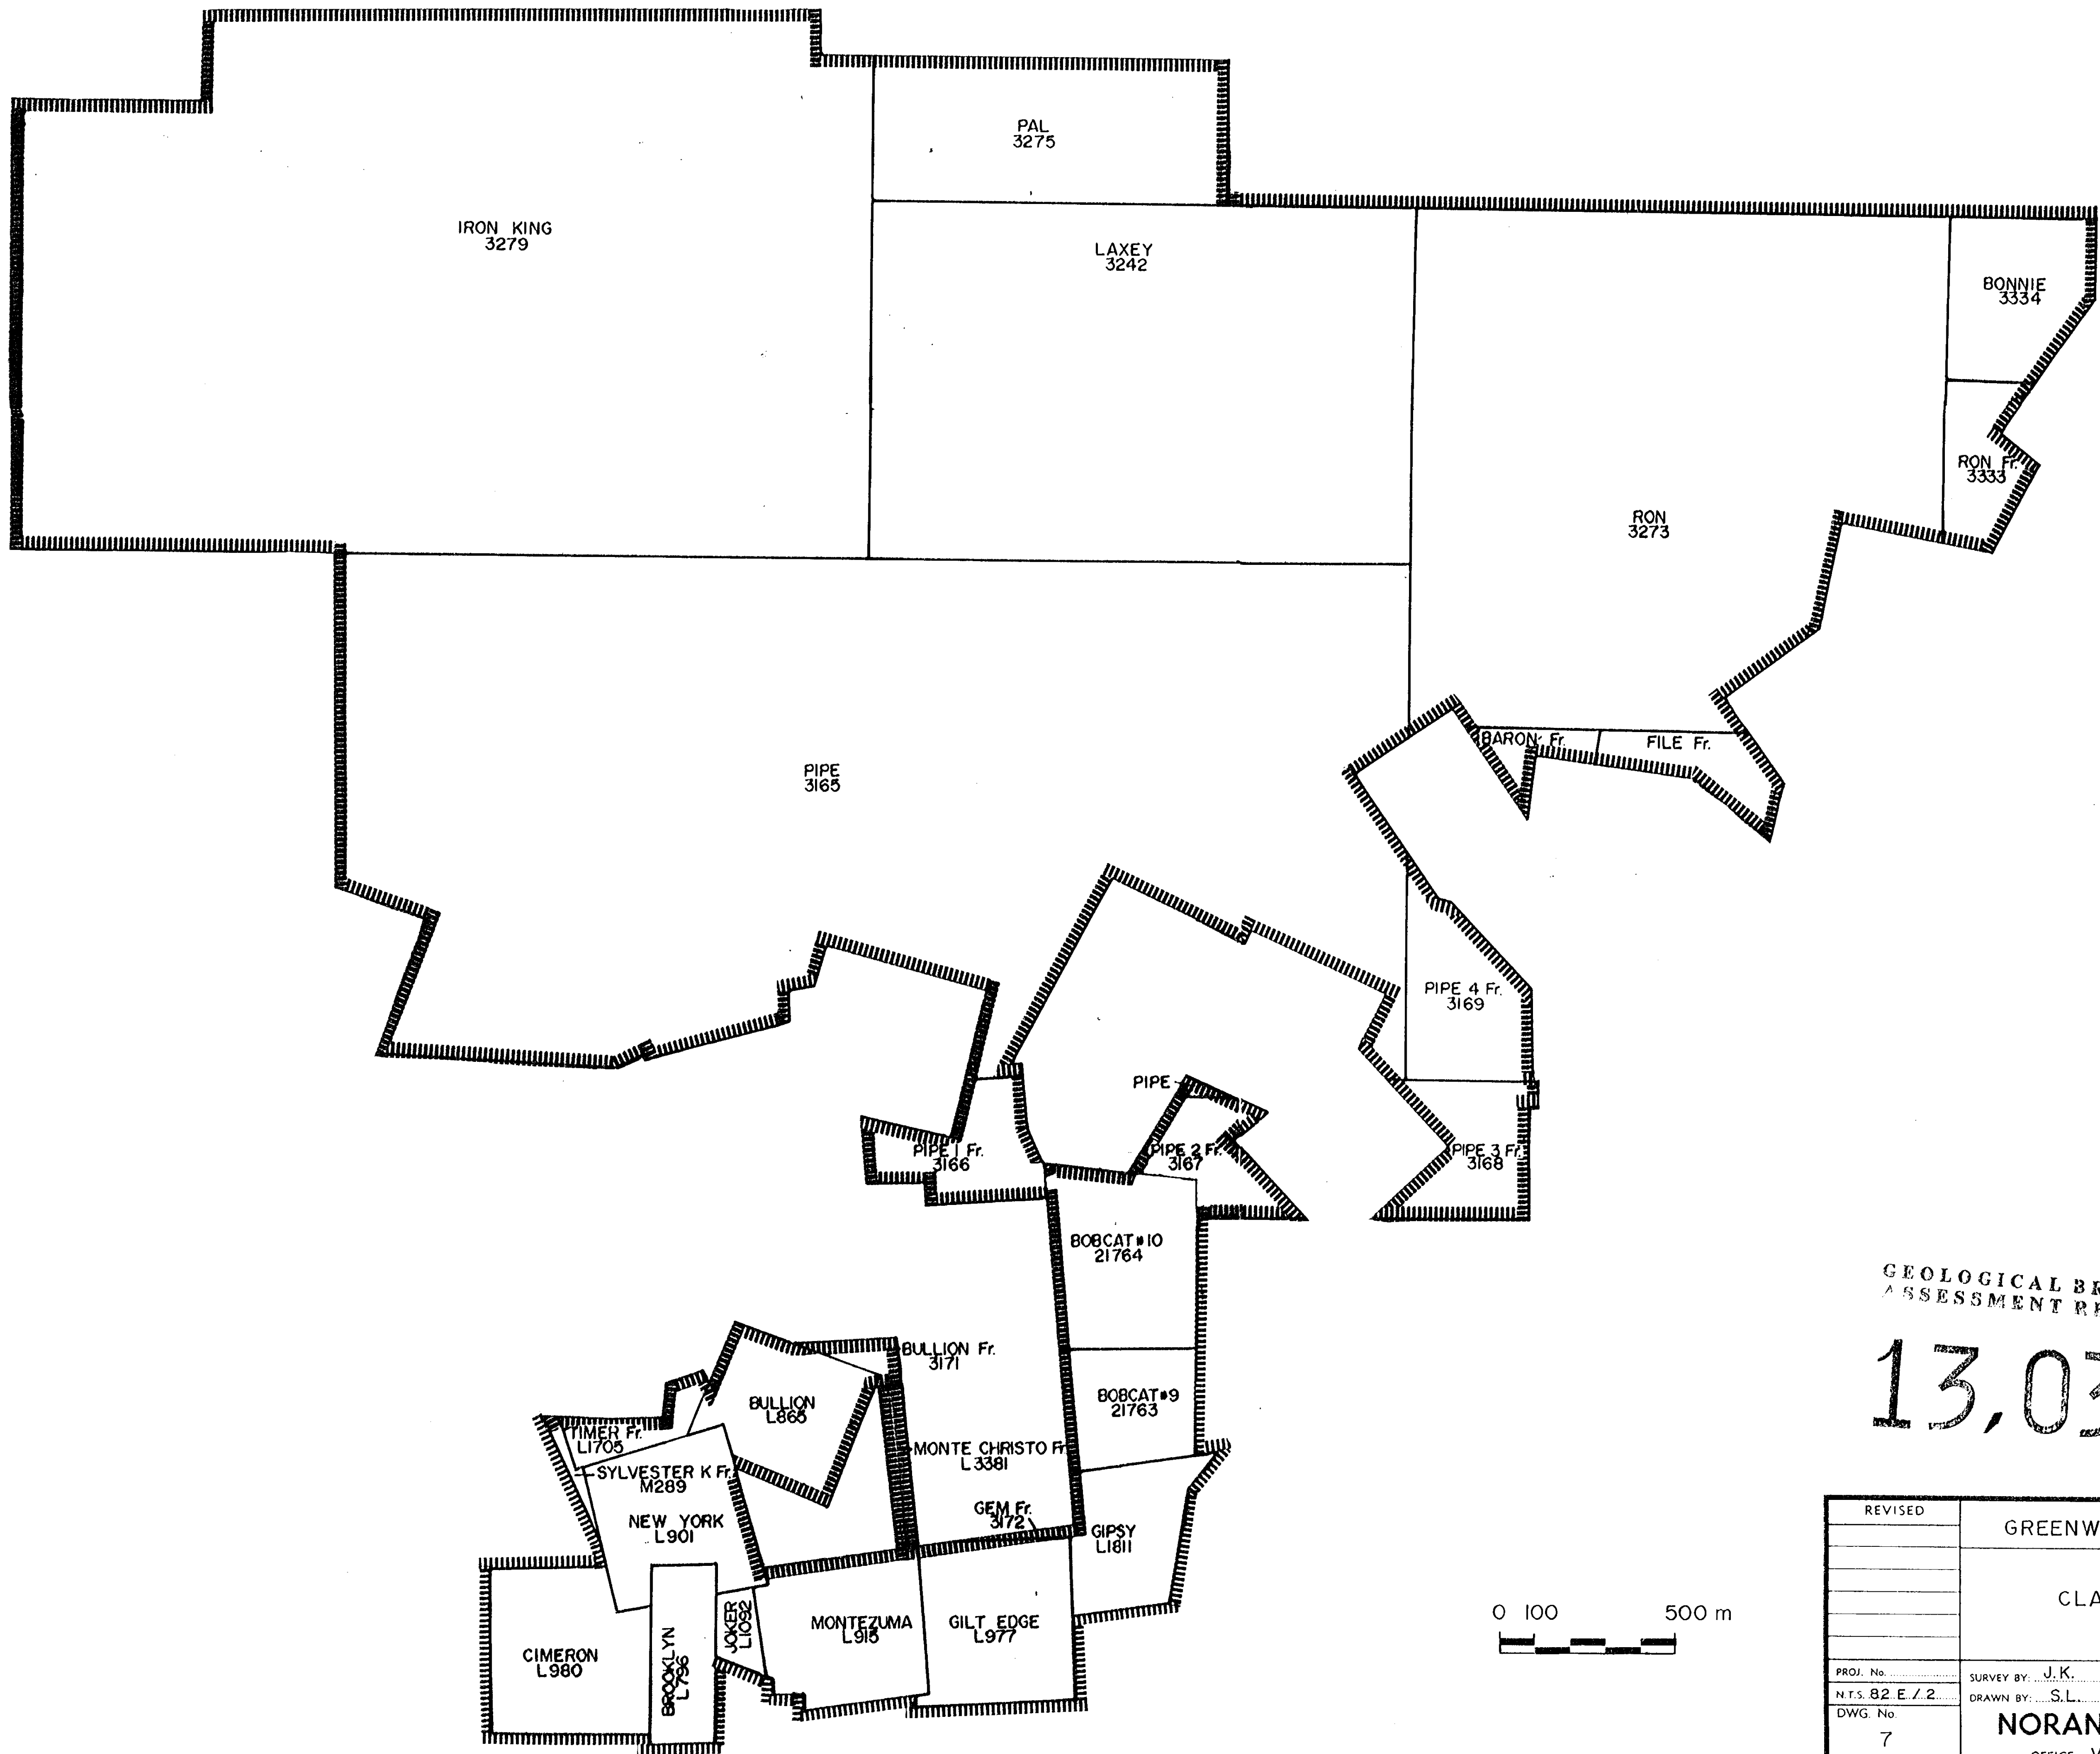 PAL
3275
IRON KING
3279
LAXEY
3242
BONNIE
3334
RON Fr.
3333
RON
3273
BARON Fr.
FILE Fr.
PIPE
3165
PIPE 4 Fr.
3169
PIPE
PIPE 1 Fr.
3166
PIPE 2 Fr.
3167
PIPE 3 Fr.
3168
BOBCAT#10
21764
GEOLOGICAL BR
ASSESSMENT RE
13,03
BULLION Fr.
3171
BULLION
L865
BOBCAT#9
21763
TIMER Fr.
L1705
MONTE CHRISTO Fr.
L3381
SYLVESTER K Fr.
M289
GEM Fr.
3172
NEW YORK
L901
GIPSY
L1811
JOKER
L1092
MONTEZUMA
L915
GILT EDGE
L977
CIMERON
L980
BROOKLYN
L796
0 100 500 m
REVISED
GREENW
CLA
PROJ. No.
SURVEY BY: J.K.
N.T.S. 82 E / 2
DRAWN BY: S.L.
DWG. No.
7
NORAN